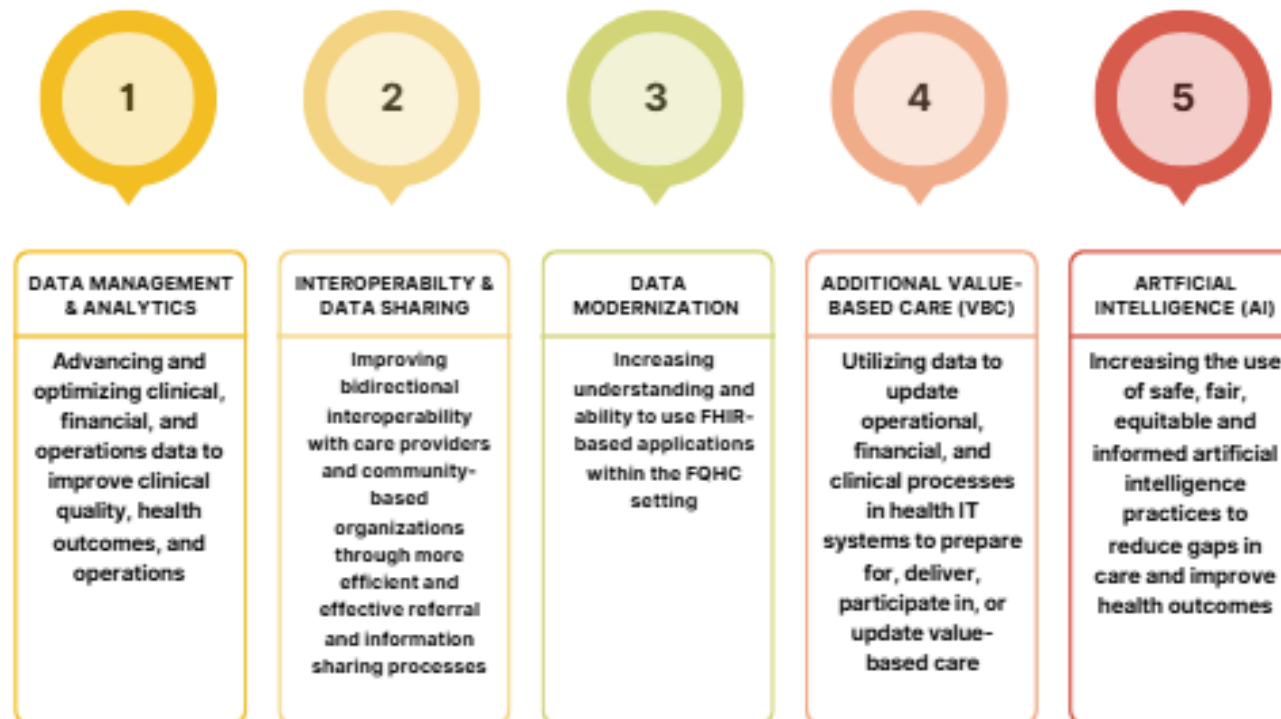 1
2
3
4
5
DATA MANAGEMENT
& ANALYTICS
Advancing and
optimizing clinical,
financial, and
operations data to
improve clinical
quality, health
outcomes, and
operations
INTEROPERABILTY &
DATA SHARING
Improving
bidirectional
interoperability
with care providers
and community-
based
organizations
through more
efficient and
effective referral
and information
sharing processes
DATA
MODERNIZATION
Increasing
understanding and
ability to use FHIR-
based applications
within the FQHC
setting
ADDITIONAL VALUE-
BASED CARE (VBC)
Utilizing data to
update
operational,
financial, and
clinical processes
in health IT
systems to prepare
for, deliver,
participate in, or
update value-
based care
ARTFICIAL
INTELLIGENCE (AI)
Increasing the use
of safe, fair,
equitable and
informed artificial
intelligence
practices to
reduce gaps in
care and improve
health outcomes